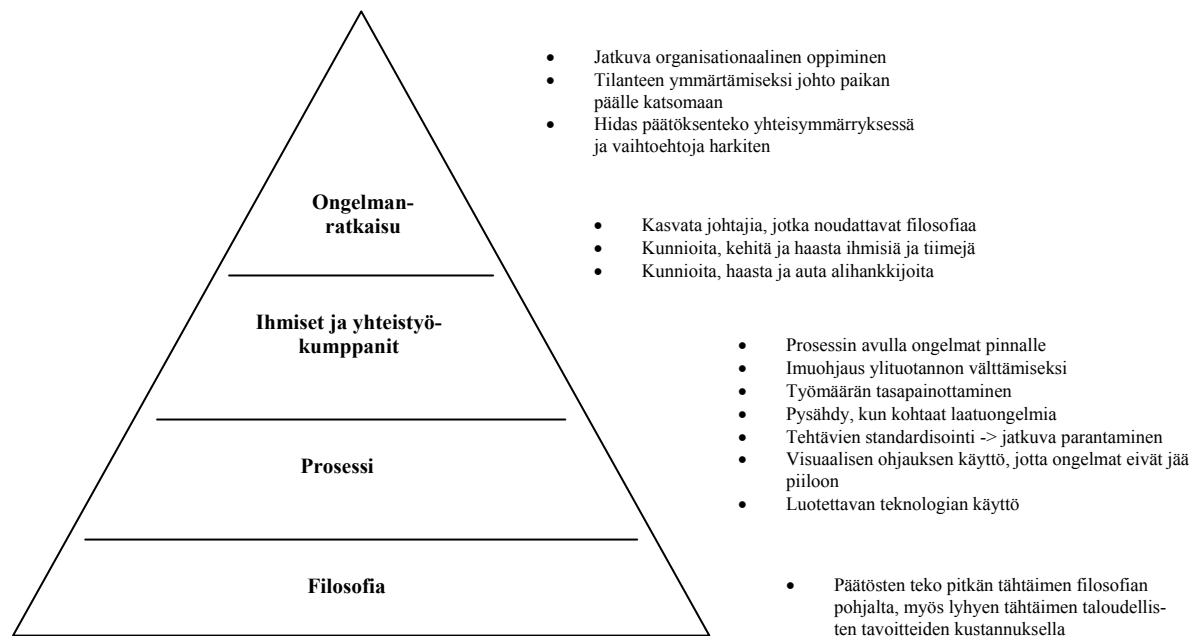 • Jatkuva organisationaalinen oppiminen
• Tilanteen ymmärtämiseksi johto paikan
päälle katsomaan
• Hidas päätöksenteko yhteisymmärryksessä
ja vaihtoehtoja harkiten
Ongelman-
ratkaisu
• Kasvata johtajia, jotka noudattavat filosofiaa
• Kunnioita, kehitä ja haasta ihmisiä ja tiimejä
• Kunnioita, haasta ja auta alihankkijoita
Ihmiset ja yhteistyö-
kumppanit
• Prosessin avulla ongelmat pinnalle
• Imuohjaus ylituotannon välttämiseksi
• Työmäärän tasapainottaminen
• Pysähdy, kun kohtaat laatuongelmia
• Tehtävien standardisointi -> jatkuva parantaminen
• Visuaalisen ohjauksen käyttö, jotta ongelmat eivät jää
piiloon
• Luotettavan teknologian käyttö
Prosessi
Filosofia
• Päätösten teko pitkän tähtäimen filosofian
pohjalta, myös lyhyen tähtäimen taloudellis-
ten tavoitteiden kustannuksella